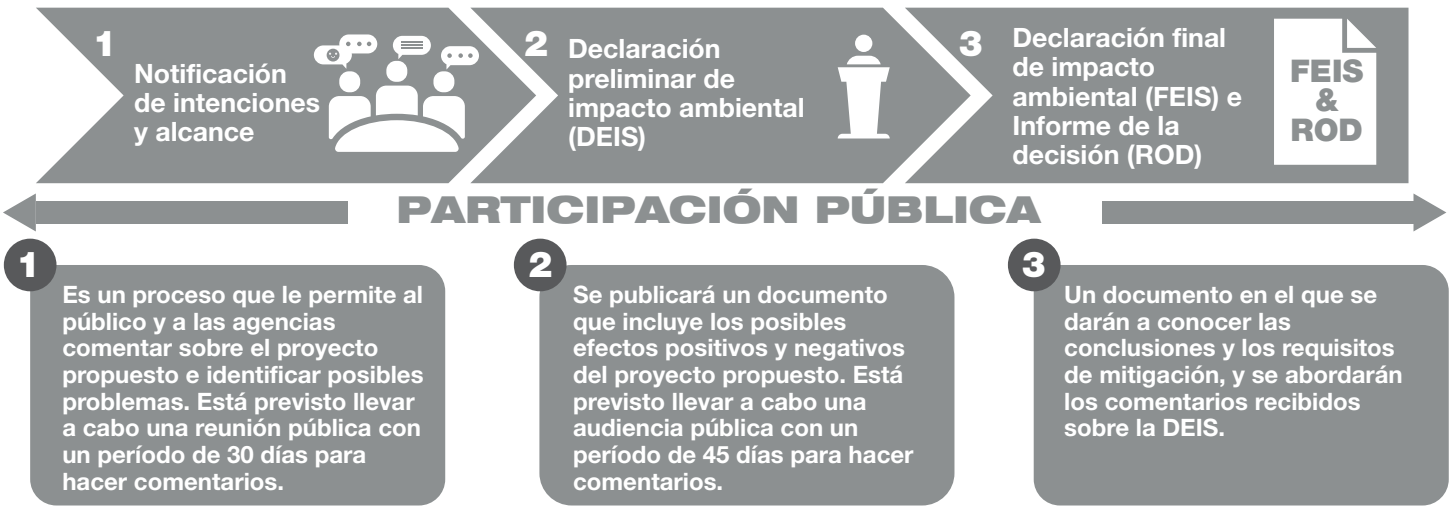 1
Notificación
de intenciones
y alcance
2
Declaración
preliminar de
impacto ambiental
(DEIS)
3
Declaración final
de impacto
ambiental (FEIS) e
Informe de la
decisión (ROD)
FEIS
&
ROD
PARTICIPACIÓN PÚBLICA
1
Es un proceso que le permite al
público y a las agencias
comentar sobre el proyecto
propuesto e identificar posibles
problemas. Está previsto llevar
a cabo una reunión pública con
un período de 30 días para
hacer comentarios.
2
Se publicará un documento
que incluye los posibles
efectos positivos y negativos
del proyecto propuesto. Está
previsto llevar a cabo una
audiencia pública con un
período de 45 días para hacer
comentarios.
3
Un documento en el que se
darán a conocer las
conclusiones y los requisitos
de mitigación, y se abordarán
los comentarios recibidos
sobre la DEIS.